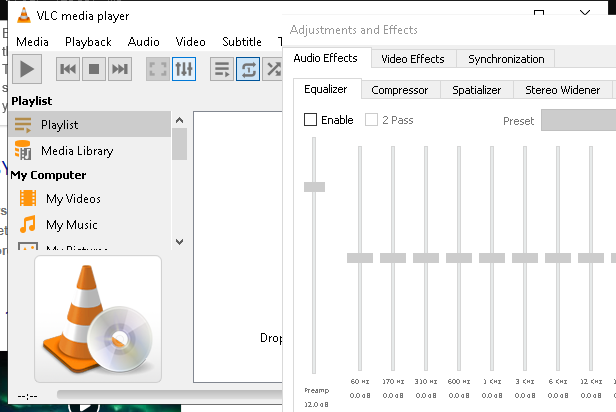 VLC media player
Media Playback Audio Video Subtitle
Adjustments and Effects
Audio Effects Video Effects Synchronization
Equalizer Compressor Spatializer Stereo Widener
Enable 2 Pass Preset
Playlist
Playlist
Media Library
My Computer
My Videos
My Music
My Pictures
Drop
60 Hz 170 Hz 310 Hz 600 Hz 1 KHz 3 KHz 6 KHz 12 KHz
Preamp 0.0 dB 0.0 dB 0.0 dB 0.0 dB 0.0 dB 0.0 dB 0.0 dB 0.0 dB
12.0 dB
--:--